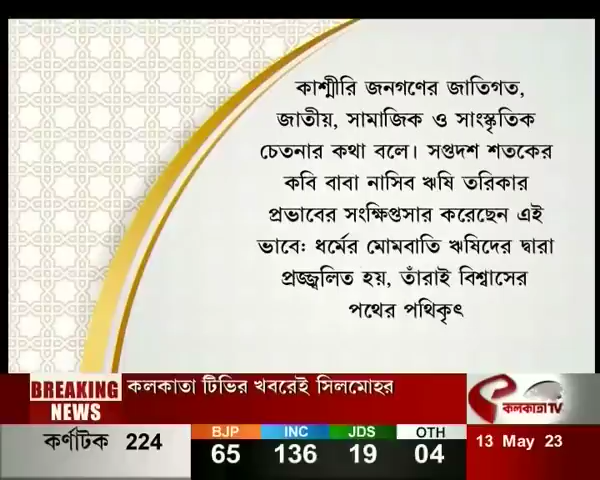 কাশ্মীরি জনগণের জাতিগত,
জাতীয়, সামাজিক ও সাংস্কৃতিক
চেতনার কথা বলে। সপ্তদশ শতকের
কবি বাবা নাসিব ঋষি তরিকার
প্রভাবের সংক্ষিপ্তসার করেছেন এই
ভাবেঃ ধর্মের মোমবাতি ঋষিদের দ্বারা
প্রজ্জ্বলিত হয়, তাঁরাই বিশ্বাসের
পথের পথিকৃৎ
BREAKING NEWS
কলকাতা টিভির খবরেই সিলমোহর
কলকাতা TV
কর্ণাটক 224
BJP INC JDS OTH
65 136 19 04
13 May 23